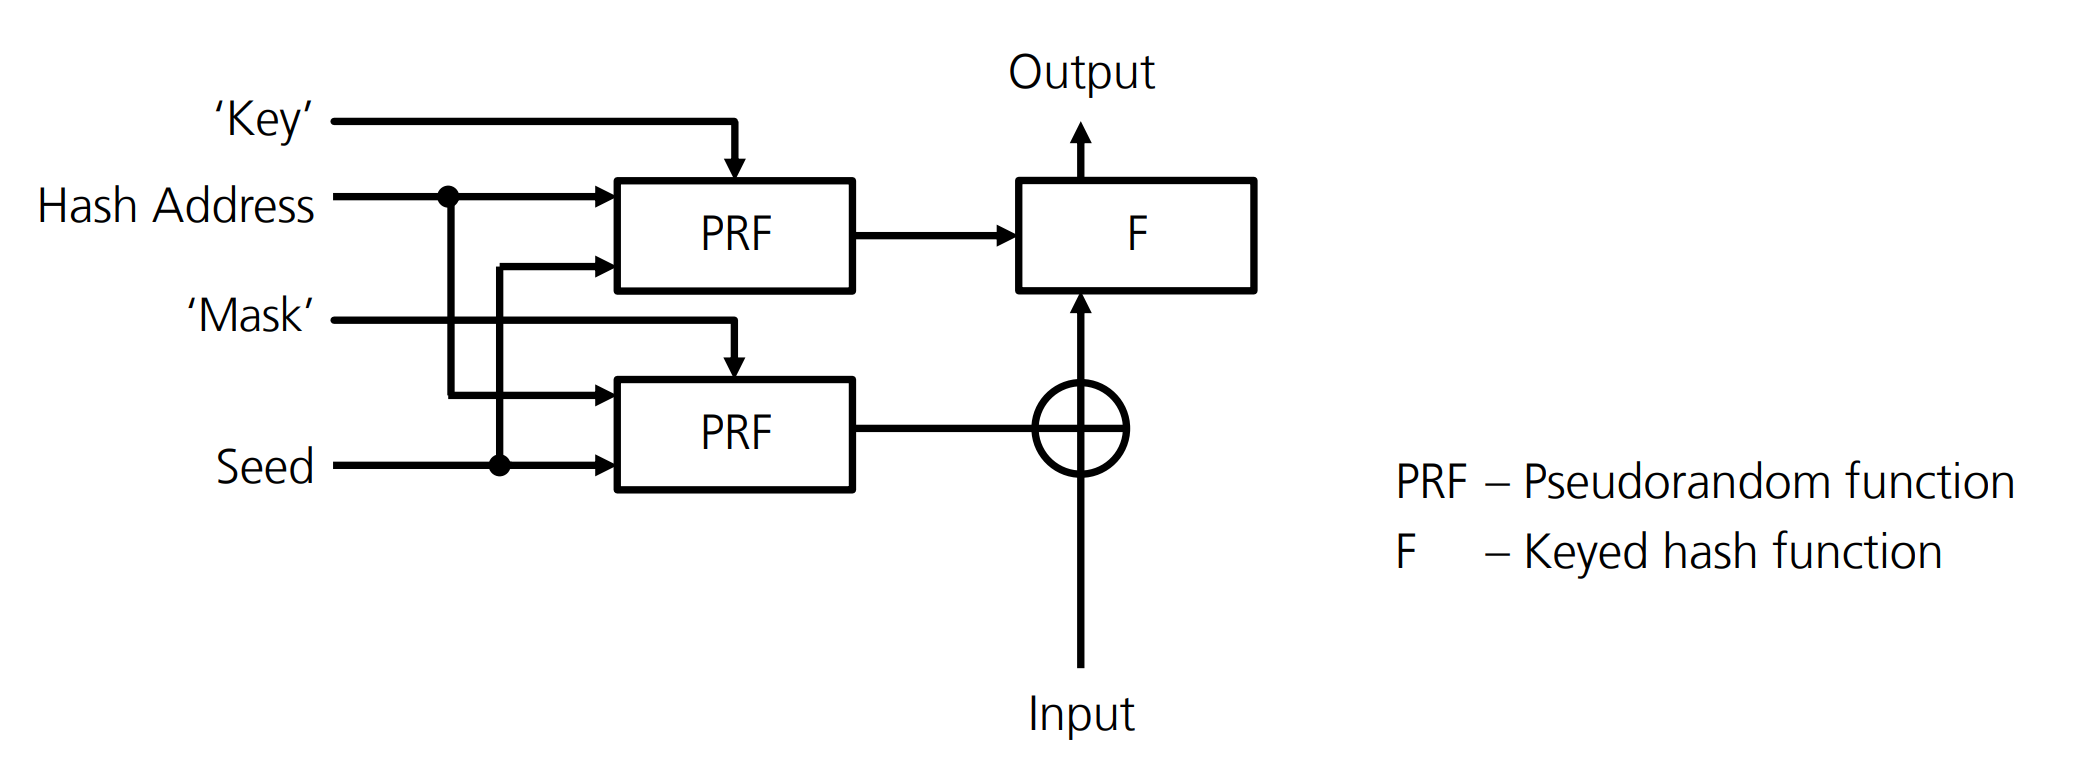 Output
‘Key’
Hash Address
PRF
F
‘Mask’
PRF
Seed
PRF – Pseudorandom function
F – Keyed hash function
Input